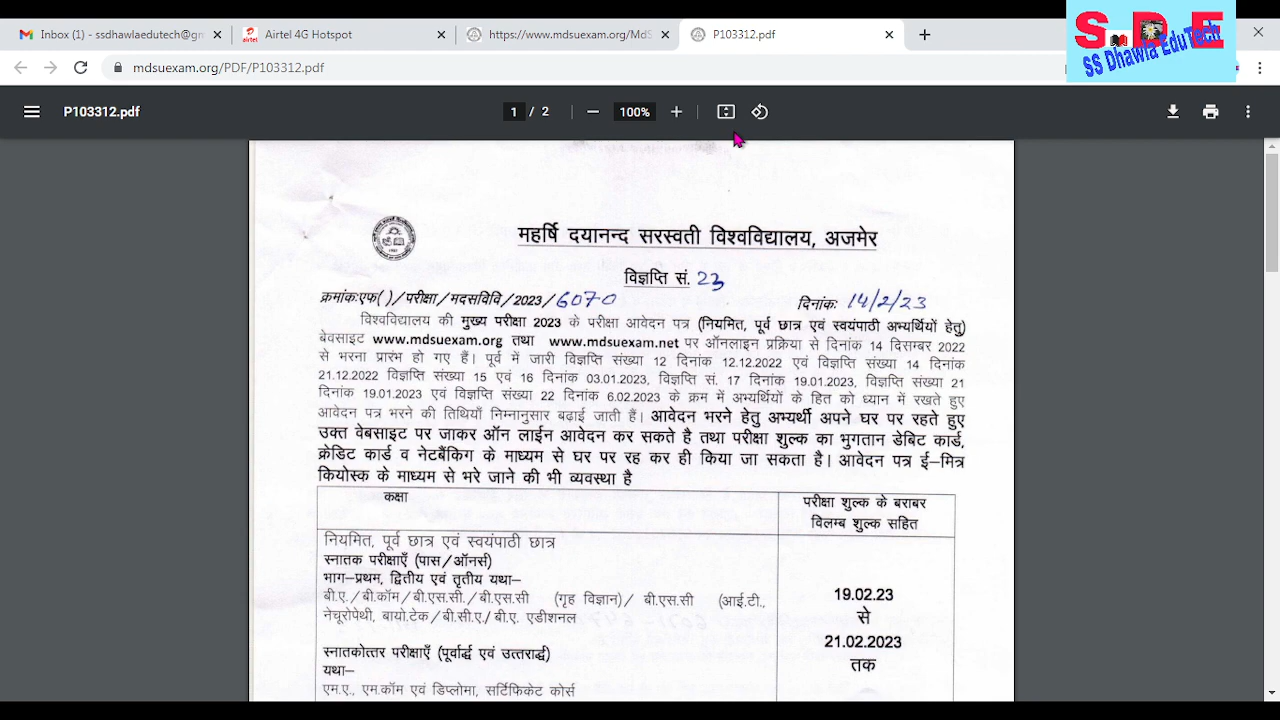 Inbox (1) - ssdhawlaedutech@gm
Airtel 4G Hotspot
https://www.mdsuexam.org/MdS
P103312.pdf
S.D.E
SS Dhawla EduTech
mdsuexam.org/PDF/P103312.pdf
P103312.pdf
1 / 2
100%
महर्षि दयानन्द सरस्वती विश्वविद्यालय, अजमेर
विज्ञप्ति सं. 23
क्रमांकःएफ( )/परीक्षा/मदसविवि/2023/6070
दिनांकः 14/2/23
विश्वविद्यालय की मुख्य परीक्षा 2023 के परीक्षा आवेदन पत्र (नियमित, पूर्व छात्र एवं स्वयंपाठी अभ्यर्थियों हेतु)
बेवसाइट www.mdsuexam.org तथा www.mdsuexam.net पर ऑनलाइन प्रक्रिया से दिनांक 14 दिसम्बर 2022
से भरना प्रारंभ हो गए हैं। पूर्व में जारी विज्ञप्ति संख्या 12 दिनांक 12.12.2022 एवं विज्ञप्ति संख्या 14 दिनांक
21.12.2022 विज्ञप्ति संख्या 15 एवं 16 दिनांक 03.01.2023, विज्ञप्ति सं. 17 दिनांक 19.01.2023, विज्ञप्ति संख्या 21
दिनांक 19.01.2023 एवं विज्ञप्ति संख्या 22 दिनांक 6.02.2023 के क्रम में अभ्यर्थियों के हित को ध्यान में रखते हुए
आवेदन पत्र भरने की तिथियाँ निम्नानुसार बढ़ाई जाती हैं। आवेदन भरने हेतु अभ्यर्थी अपने घर पर रहते हुए
उक्त वेबसाइट पर जाकर ऑन लाईन आवेदन कर सकते है तथा परीक्षा शुल्क का भुगतान डेबिट कार्ड,
क्रेडिट कार्ड व नेटबैंकिग के माध्यम से घर पर रह कर ही किया जा सकता है। आवेदन पत्र ई-मित्र
कियोस्क के माध्यम से भरे जाने की भी व्यवस्था है
कक्षा
परीक्षा शुल्क के बराबर
विलम्ब शुल्क सहित
नियमित, पूर्व छात्र एवं स्वयंपाठी छात्र
स्नातक परीक्षाएँ (पास/ऑनर्स)
भाग-प्रथम, द्वितीय एवं तृतीय यथा-
बी.ए./बी.कॉम/बी.एस.सी./बी.एस.सी (गृह विज्ञान)/ बी.एस.सी (आई.टी.,
नेचूरोपेथी, बायो.टेक/बी.सी.ए/बी.ए. एडीशनल
19.02.23
से
21.02.2023
तक
स्नातकोत्तर परीक्षाएँ (पूर्वार्द्ध एवं उत्तरार्द्ध)
यथा-
एम.ए., एम.कॉम एवं डिप्लोमा, सर्टिफिकेट कोर्स